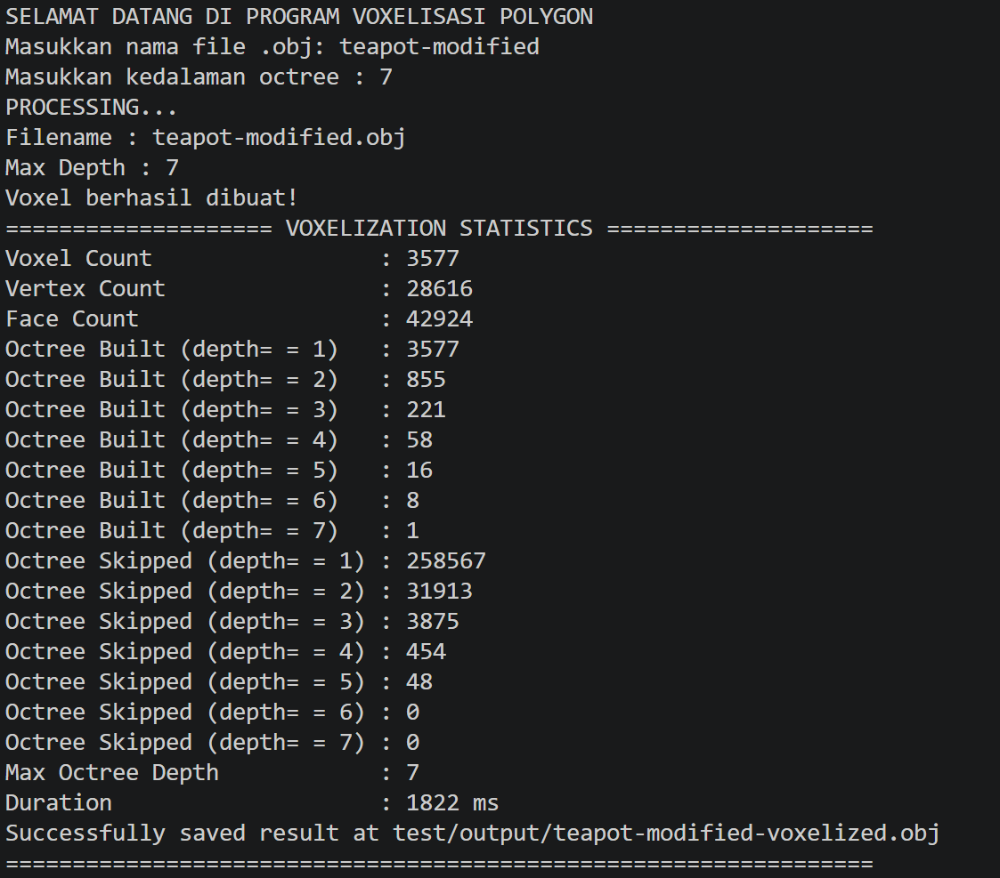 SELAMAT DATANG DI PROGRAM VOXELISASI POLYGON
Masukkan nama file .obj: teapot-modified
Masukkan kedalaman octree : 7
PROCESSING...
Filename : teapot-modified.obj
Max Depth : 7
Voxel berhasil dibuat!
==================== VOXELIZATION STATISTICS ====================
Voxel Count                 : 3577
Vertex Count                : 28616
Face Count                  : 42924
Octree Built (depth= = 1)   : 3577
Octree Built (depth= = 2)   : 855
Octree Built (depth= = 3)   : 221
Octree Built (depth= = 4)   : 58
Octree Built (depth= = 5)   : 16
Octree Built (depth= = 6)   : 8
Octree Built (depth= = 7)   : 1
Octree Skipped (depth= = 1) : 258567
Octree Skipped (depth= = 2) : 31913
Octree Skipped (depth= = 3) : 3875
Octree Skipped (depth= = 4) : 454
Octree Skipped (depth= = 5) : 48
Octree Skipped (depth= = 6) : 0
Octree Skipped (depth= = 7) : 0
Max Octree Depth            : 7
Duration                    : 1822 ms
Successfully saved result at test/output/teapot-modified-voxelized.obj
=================================================================